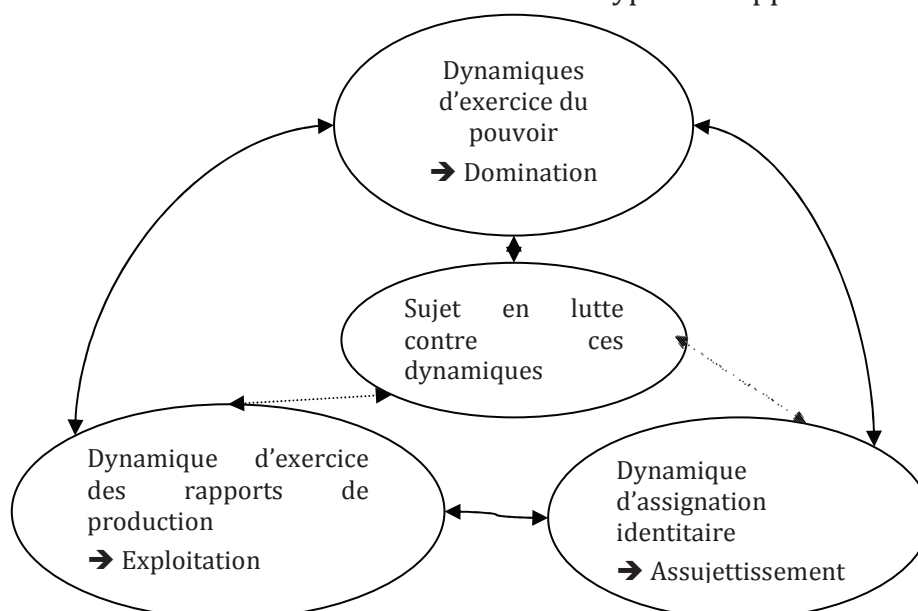 Dynamiques
d'exercice du
pouvoir
➔ Domination
Sujet en lutte
contre ces
dynamiques
Dynamique d'exercice
des rapports de
production
➔ Exploitation
Dynamique
d'assignation
identitaire
➔ Assujettissement